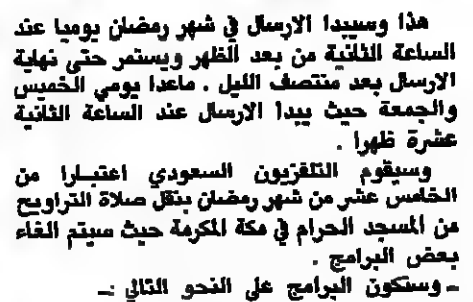 هذا وسيبدا الارسال في شهر رمضان يوميا عند
الساعة الثانية من بعد الظهر ويستمر حتى نهاية
الارسال بعد منتصف الليل . ماعدا يومي الخميس
والجمعة حيث يبدا الارسال عند الساعة الثانية
عشرة ظهرا .
وسيقوم التلفزيون السعودي اعتبارا من
الخامس عشر من شهر رمضان بنقل صلاة التراويح
من المسجد الحرام في مكة المكرمة حيث سيتم الغاء
بعض البرامج .
ـ وستكون البرامج على النحو التالي :ـ